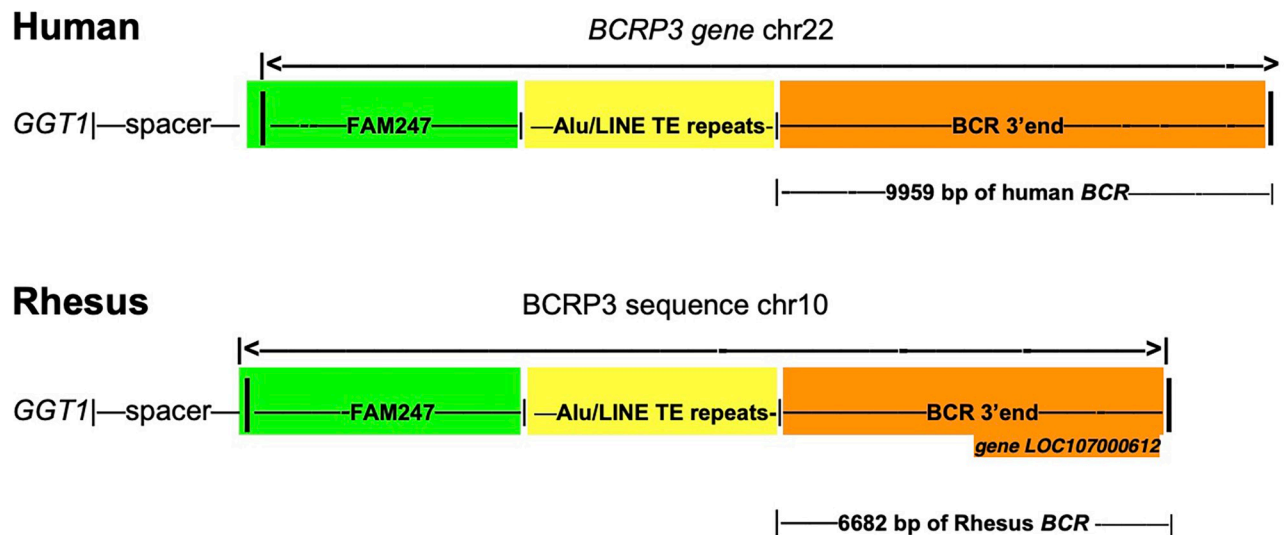 Human
BCRP3 gene chr22
GGT1|—spacer— FAM247 Alu/LINE TE repeats BCR 3’end
9959 bp of human BCR
Rhesus
BCRP3 sequence chr10
GGT1|—spacer— FAM247 Alu/LINE TE repeats BCR 3’end
gene LOC107000612
6682 bp of Rhesus BCR